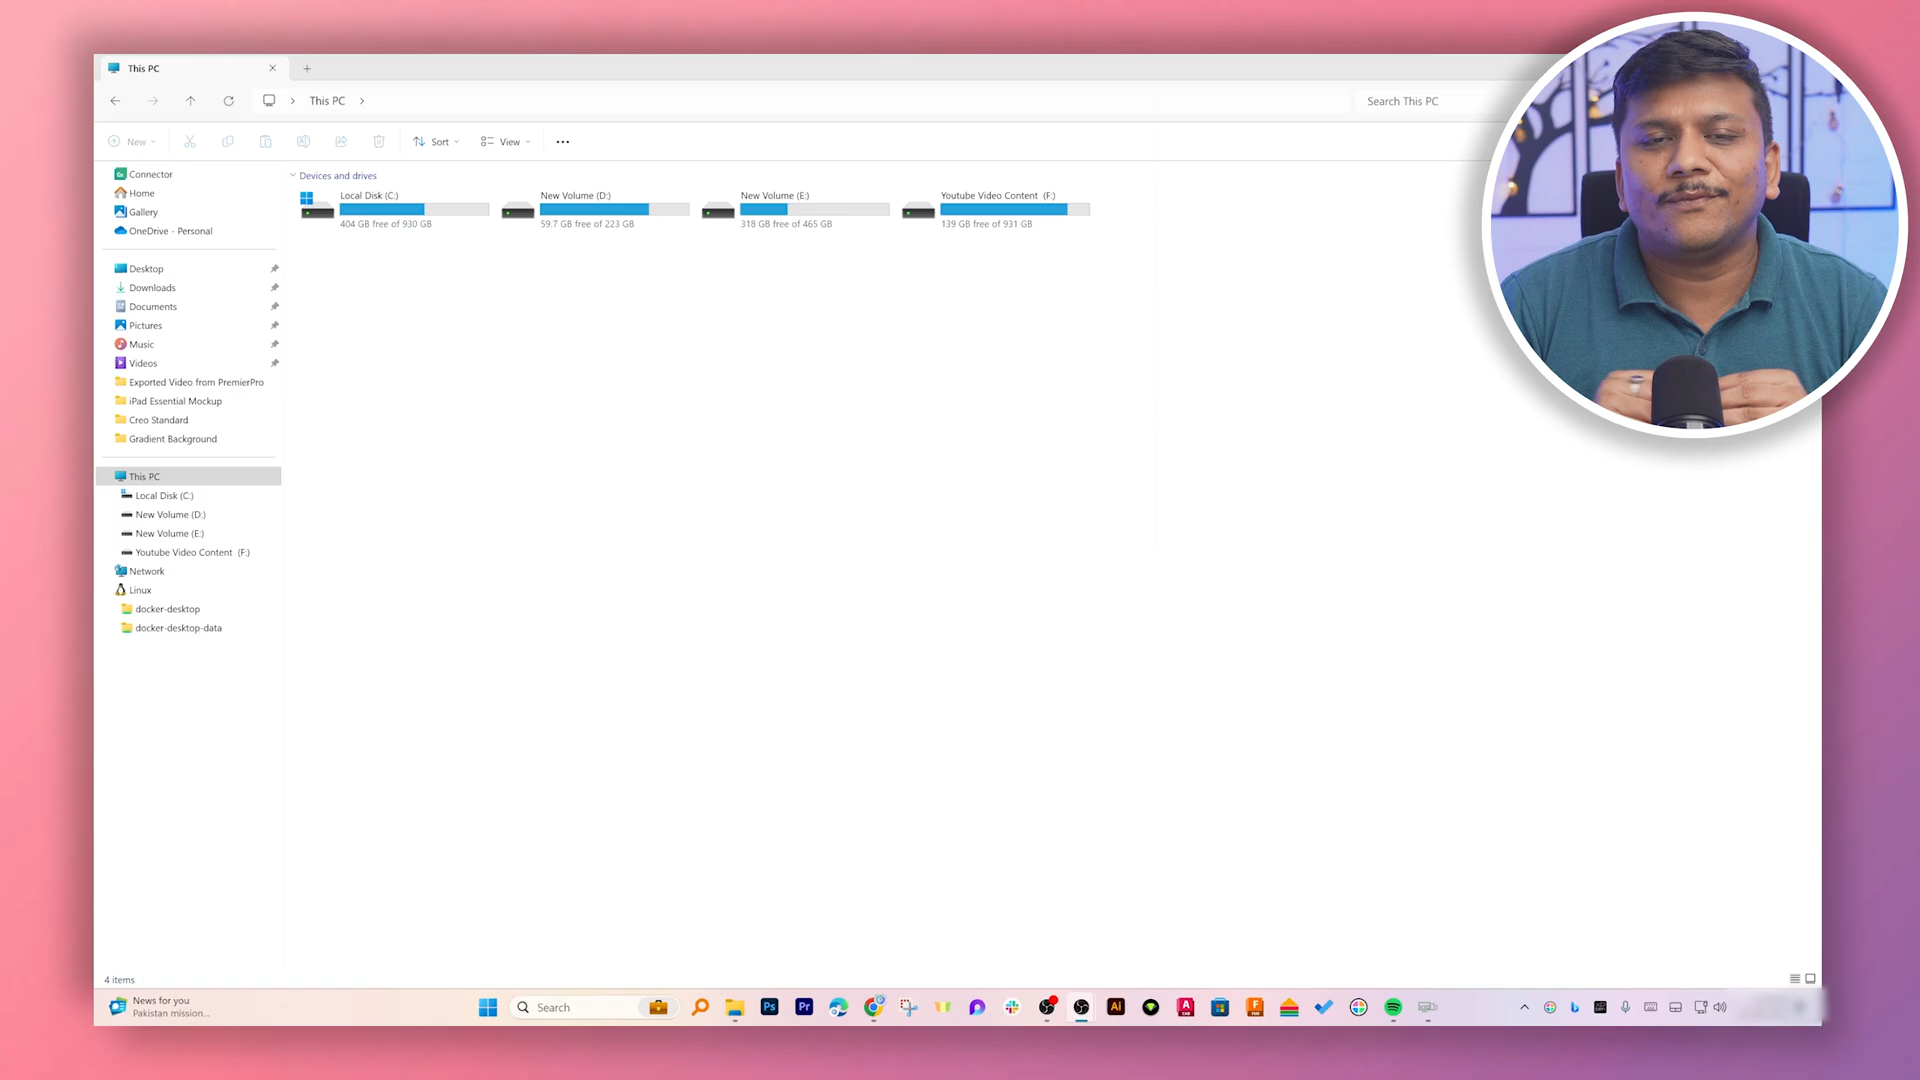 This PC
This PC
Search This PC
New
Sort
View
Connector
Home
Gallery
OneDrive - Personal
Desktop
Downloads
Documents
Pictures
Music
Videos
Exported Video from PremierPro
iPad Essential Mockup
Creo Standard
Gradient Background
This PC
Local Disk (C:)
New Volume (D:)
New Volume (E:)
Youtube Video Content (F:)
Network
Linux
docker-desktop
docker-desktop-data
Devices and drives
Local Disk (C:)
404 GB free of 930 GB
New Volume (D:)
59.7 GB free of 223 GB
New Volume (E:)
318 GB free of 465 GB
Youtube Video Content (F:)
139 GB free of 931 GB
4 items
News for you
Pakistan mission...
Search
Ps
Pr
Ai